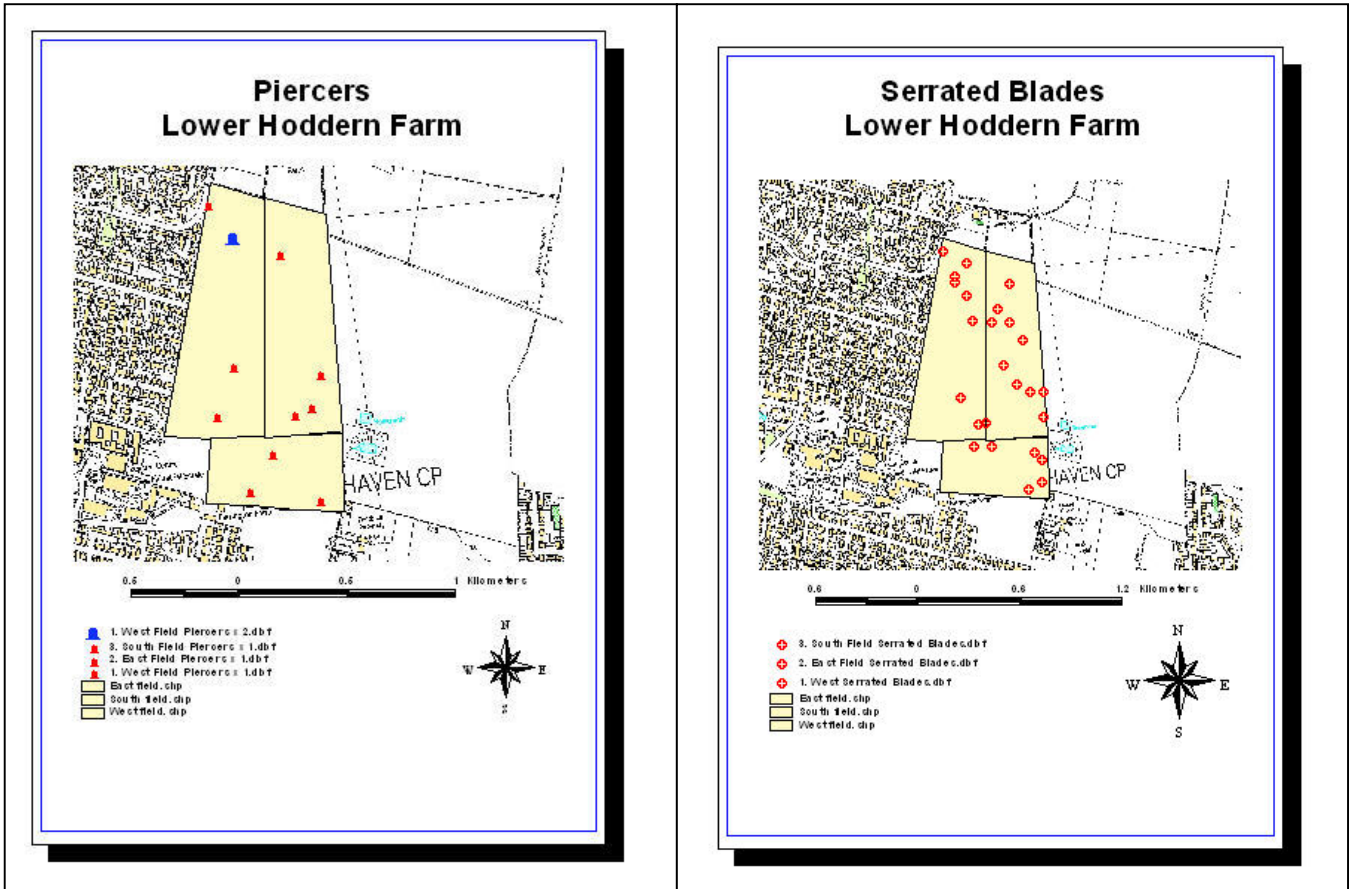 Piercers
Lower Hoddern Farm
HAVEN CP
0.5 0 0.5 1 Kilometers
1. West Field Piercers x 2.dbf
3. South Field Piercers x 1.dbf
2. East Field Piercers x 1.dbf
1. West Field Piercers x 1.dbf
Eastfield.shp
South field.shp
Westfield.shp
N
W E
S
Serrated Blades
Lower Hoddern Farm
HAVEN CP
0.6 0 0.6 1.2 Kilometers
3. South Field Serrated Blades.dbf
2. East Field Serrated Blades.dbf
1. West Serrated Blades.dbf
Eastfield.shp
South field.shp
Westfield.shp
N
W E
S